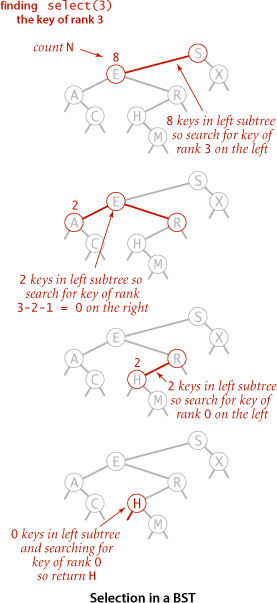 finding select(3)
the key of rank 3
count N
8
S
E
X
A
R
C
H
M
8 keys in left subtree
so search for key of
rank 3 on the left
S
2
E
X
A
R
C
H
M
2 keys in left subtree so
search for key of rank
3-2-1 = 0 on the right
S
E
X
A
2
R
C
H
M
2 keys in left subtree
so search for key of
rank 0 on the left
S
E
X
A
R
C
H
M
0 keys in left subtree
and searching for
key of rank 0
so return H
Selection in a BST